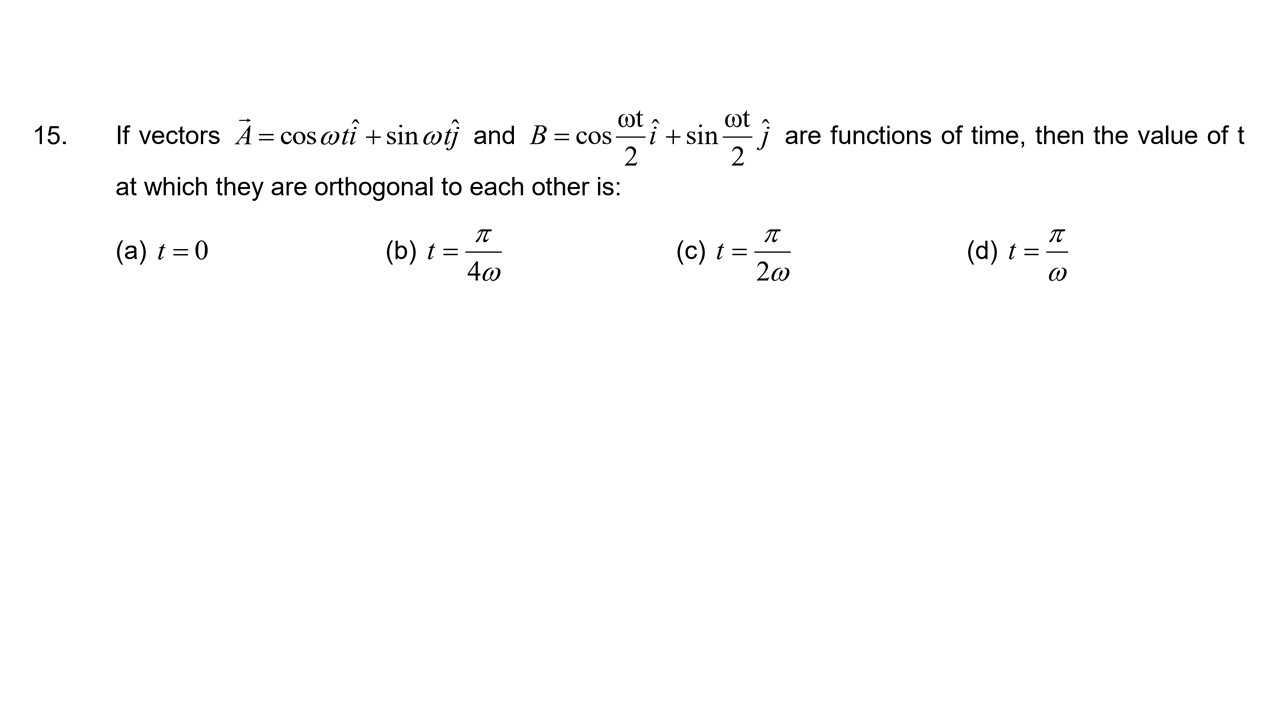 15. If vectors $\vec{A} = \cos\omega t\hat{i} + \sin\omega t\hat{j}$ and $B = \cos\frac{\omega t}{2}\hat{i} + \sin\frac{\omega t}{2}\hat{j}$ are functions of time, then the value of t
at which they are orthogonal to each other is:
(a) $t = 0$ (b) $t = \frac{\pi}{4\omega}$ (c) $t = \frac{\pi}{2\omega}$ (d) $t = \frac{\pi}{\omega}$